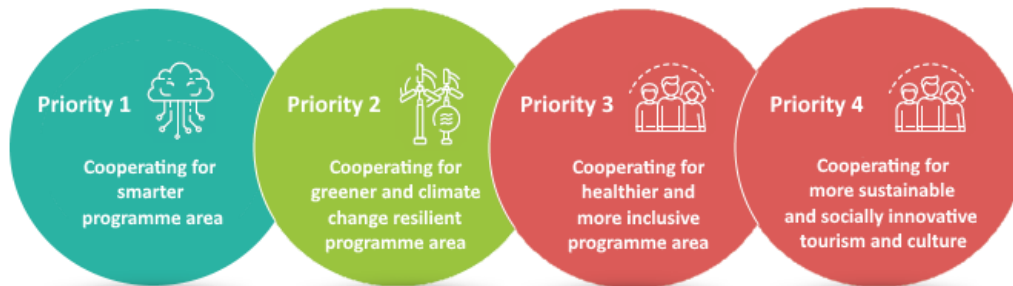 Priority 1
Cooperating for
smarter
programme area
Priority 2
Cooperating for
greener and climate
change resilient
programme area
Priority 3
Cooperating for
healthier and
more inclusive
programme area
Priority 4
Cooperating for
more sustainable
and socially innovative
tourism and culture